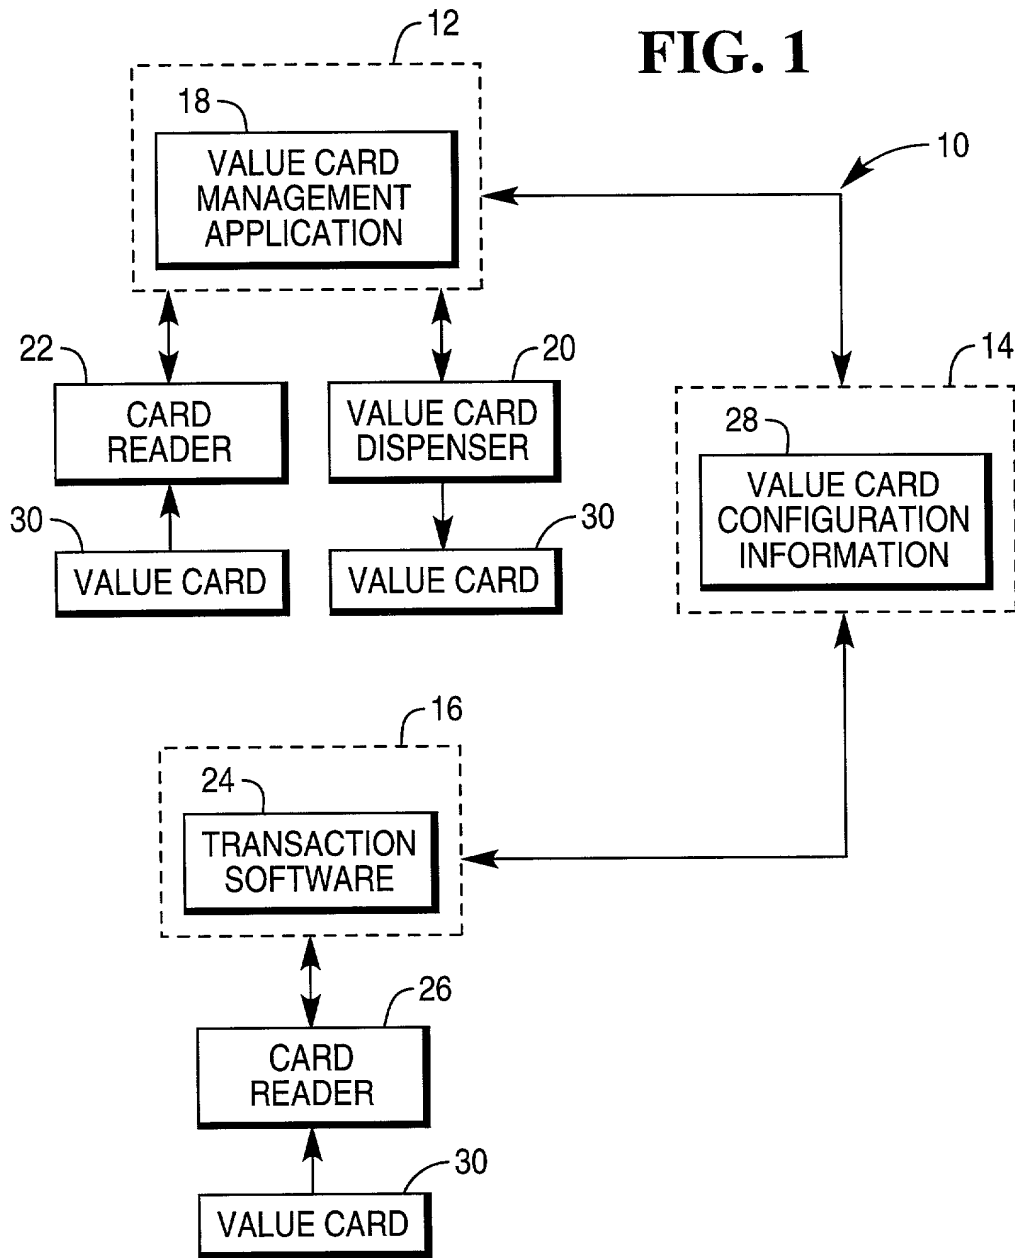 12
FIG. 1
18
VALUE CARD
MANAGEMENT
APPLICATION
10
22
CARD
READER
20
VALUE CARD
DISPENSER
14
28
VALUE CARD
CONFIGURATION
INFORMATION
30
VALUE CARD
30
VALUE CARD
16
24
TRANSACTION
SOFTWARE
26
CARD
READER
30
VALUE CARD